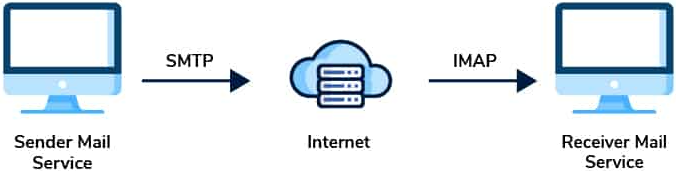 SMTP
IMAP
Sender Mail
Service
Internet
Receiver Mail
Service